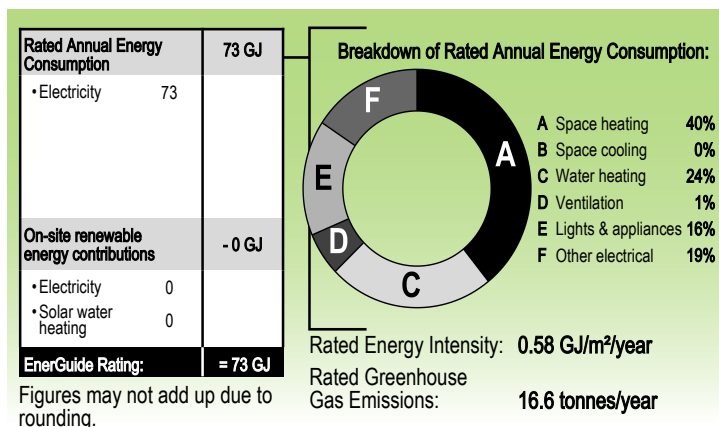 Rated Annual Energy Consumption 73 GJ
• Electricity 73
On-site renewable energy contributions - 0 GJ
• Electricity 0
• Solar water heating 0
EnerGuide Rating: = 73 GJ
Figures may not add up due to
rounding.
Breakdown of Rated Annual Energy Consumption:
F
A
E
D
C
A Space heating 40%
B Space cooling 0%
C Water heating 24%
D Ventilation 1%
E Lights & appliances 16%
F Other electrical 19%
Rated Energy Intensity: 0.58 GJ/m²/year
Rated Greenhouse
Gas Emissions: 16.6 tonnes/year